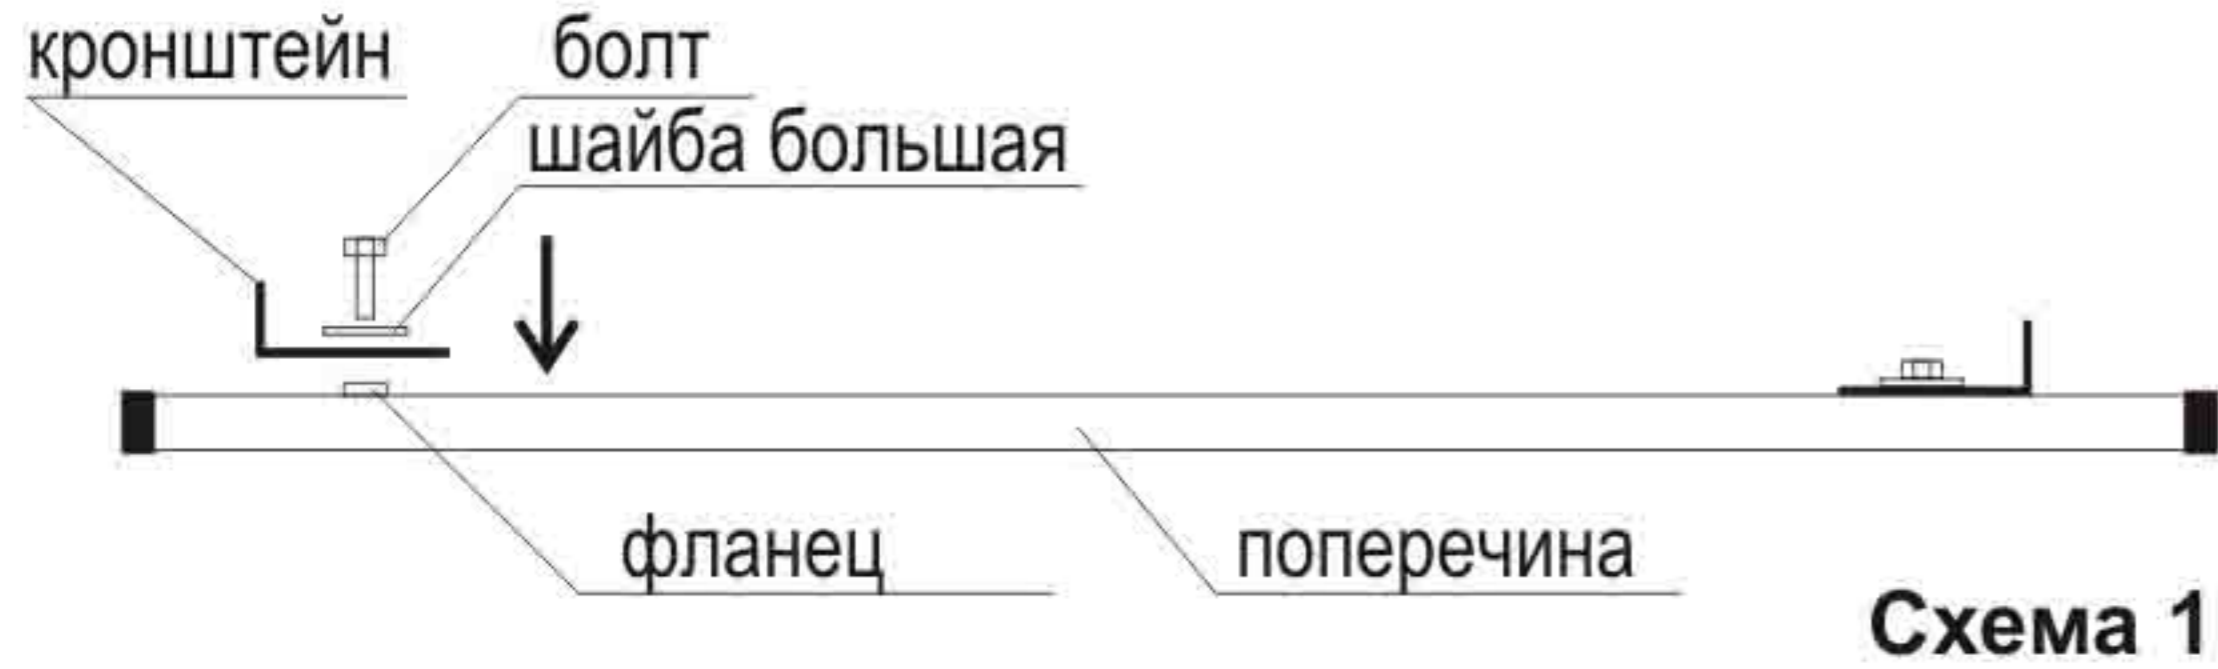 кронштейн болт
шайба большая
фланец поперечина
Схема 1